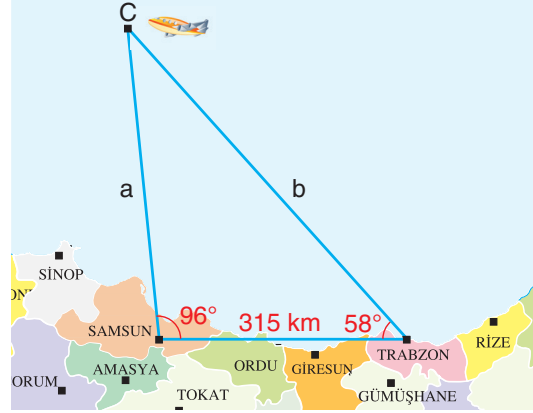 C
a
b
SİNOP
96°
315 km
58°
SAMSUN
RİZE
TRABZON
ORDU
GİRESUN
AMASYA
ORUM
TOKAT
GÜMÜŞHANE